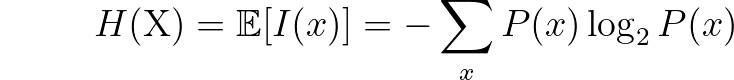 H(X) = 𝔼[I(x)] = − ∑ₓ P(x) log₂ P(x)